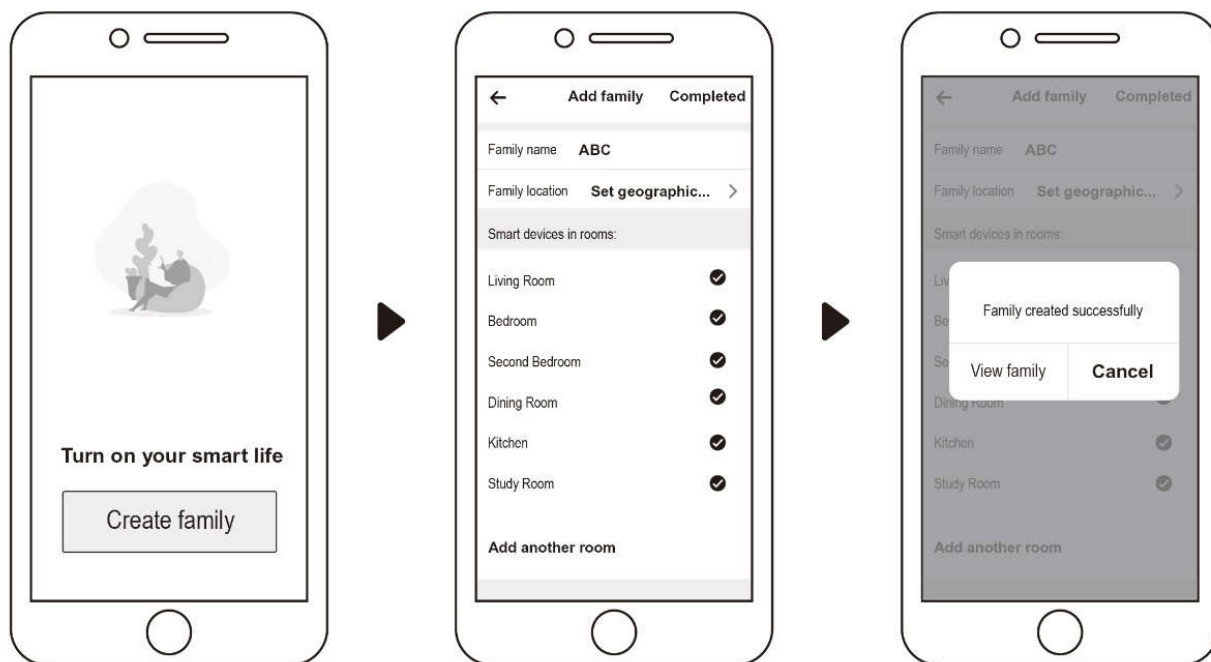 Turn on your smart life
Create family
Add family Completed
Family name ABC
Family location Set geographic...
Smart devices in rooms:
Living Room
Bedroom
Second Bedroom
Dining Room
Kitchen
Study Room
Add another room
Add family Completed
Family name ABC
Family location Set geographic...
Smart devices in rooms:
Liv
Be
Family created successfully
Se
View family Cancel
Dining Room
Kitchen
Study Room
Add another room